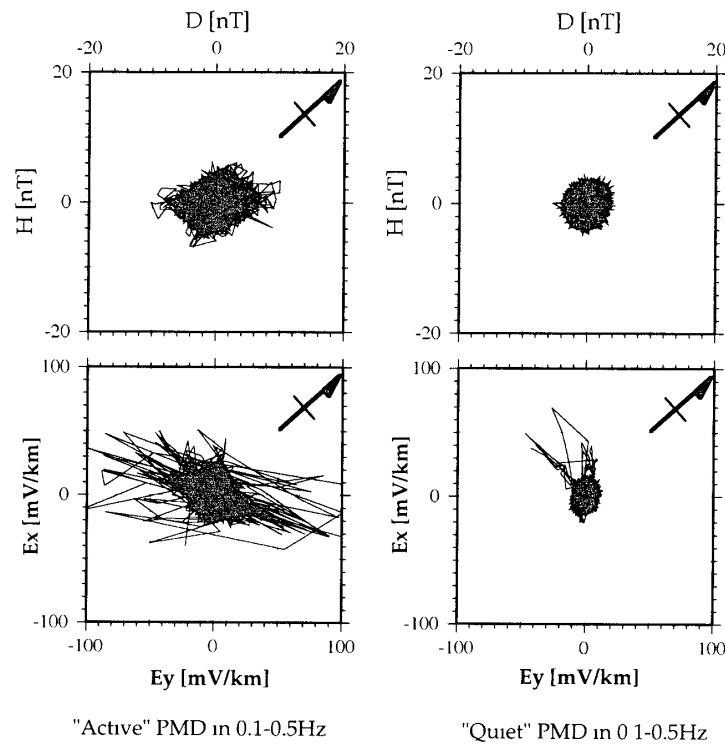 D [nT]
D [nT]
-20 0 20
-20 0 20
20
20
H [nT]
H [nT]
0
0
-20
-20
100
100
Ex [mV/km]
Ex [mV/km]
0
0
-100
-100
-100 0 100
-100 0 100
Ey [mV/km]
Ey [mV/km]
"Active" PMD in 0.1-0.5Hz
"Quiet" PMD in 0 1-0.5Hz